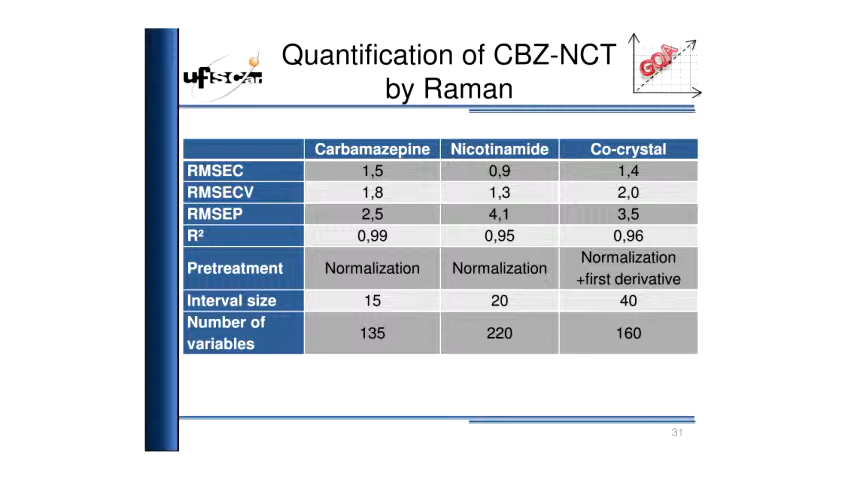 Quantification of CBZ-NCT
by Raman
ufscar
GOA
Carbamazepine Nicotinamide Co-crystal
RMSEC 1,5 0,9 1,4
RMSECV 1,8 1,3 2,0
RMSEP 2,5 4,1 3,5
R² 0,99 0,95 0,96
Pretreatment Normalization Normalization Normalization
+first derivative
Interval size 15 20 40
Number of
variables 135 220 160
31